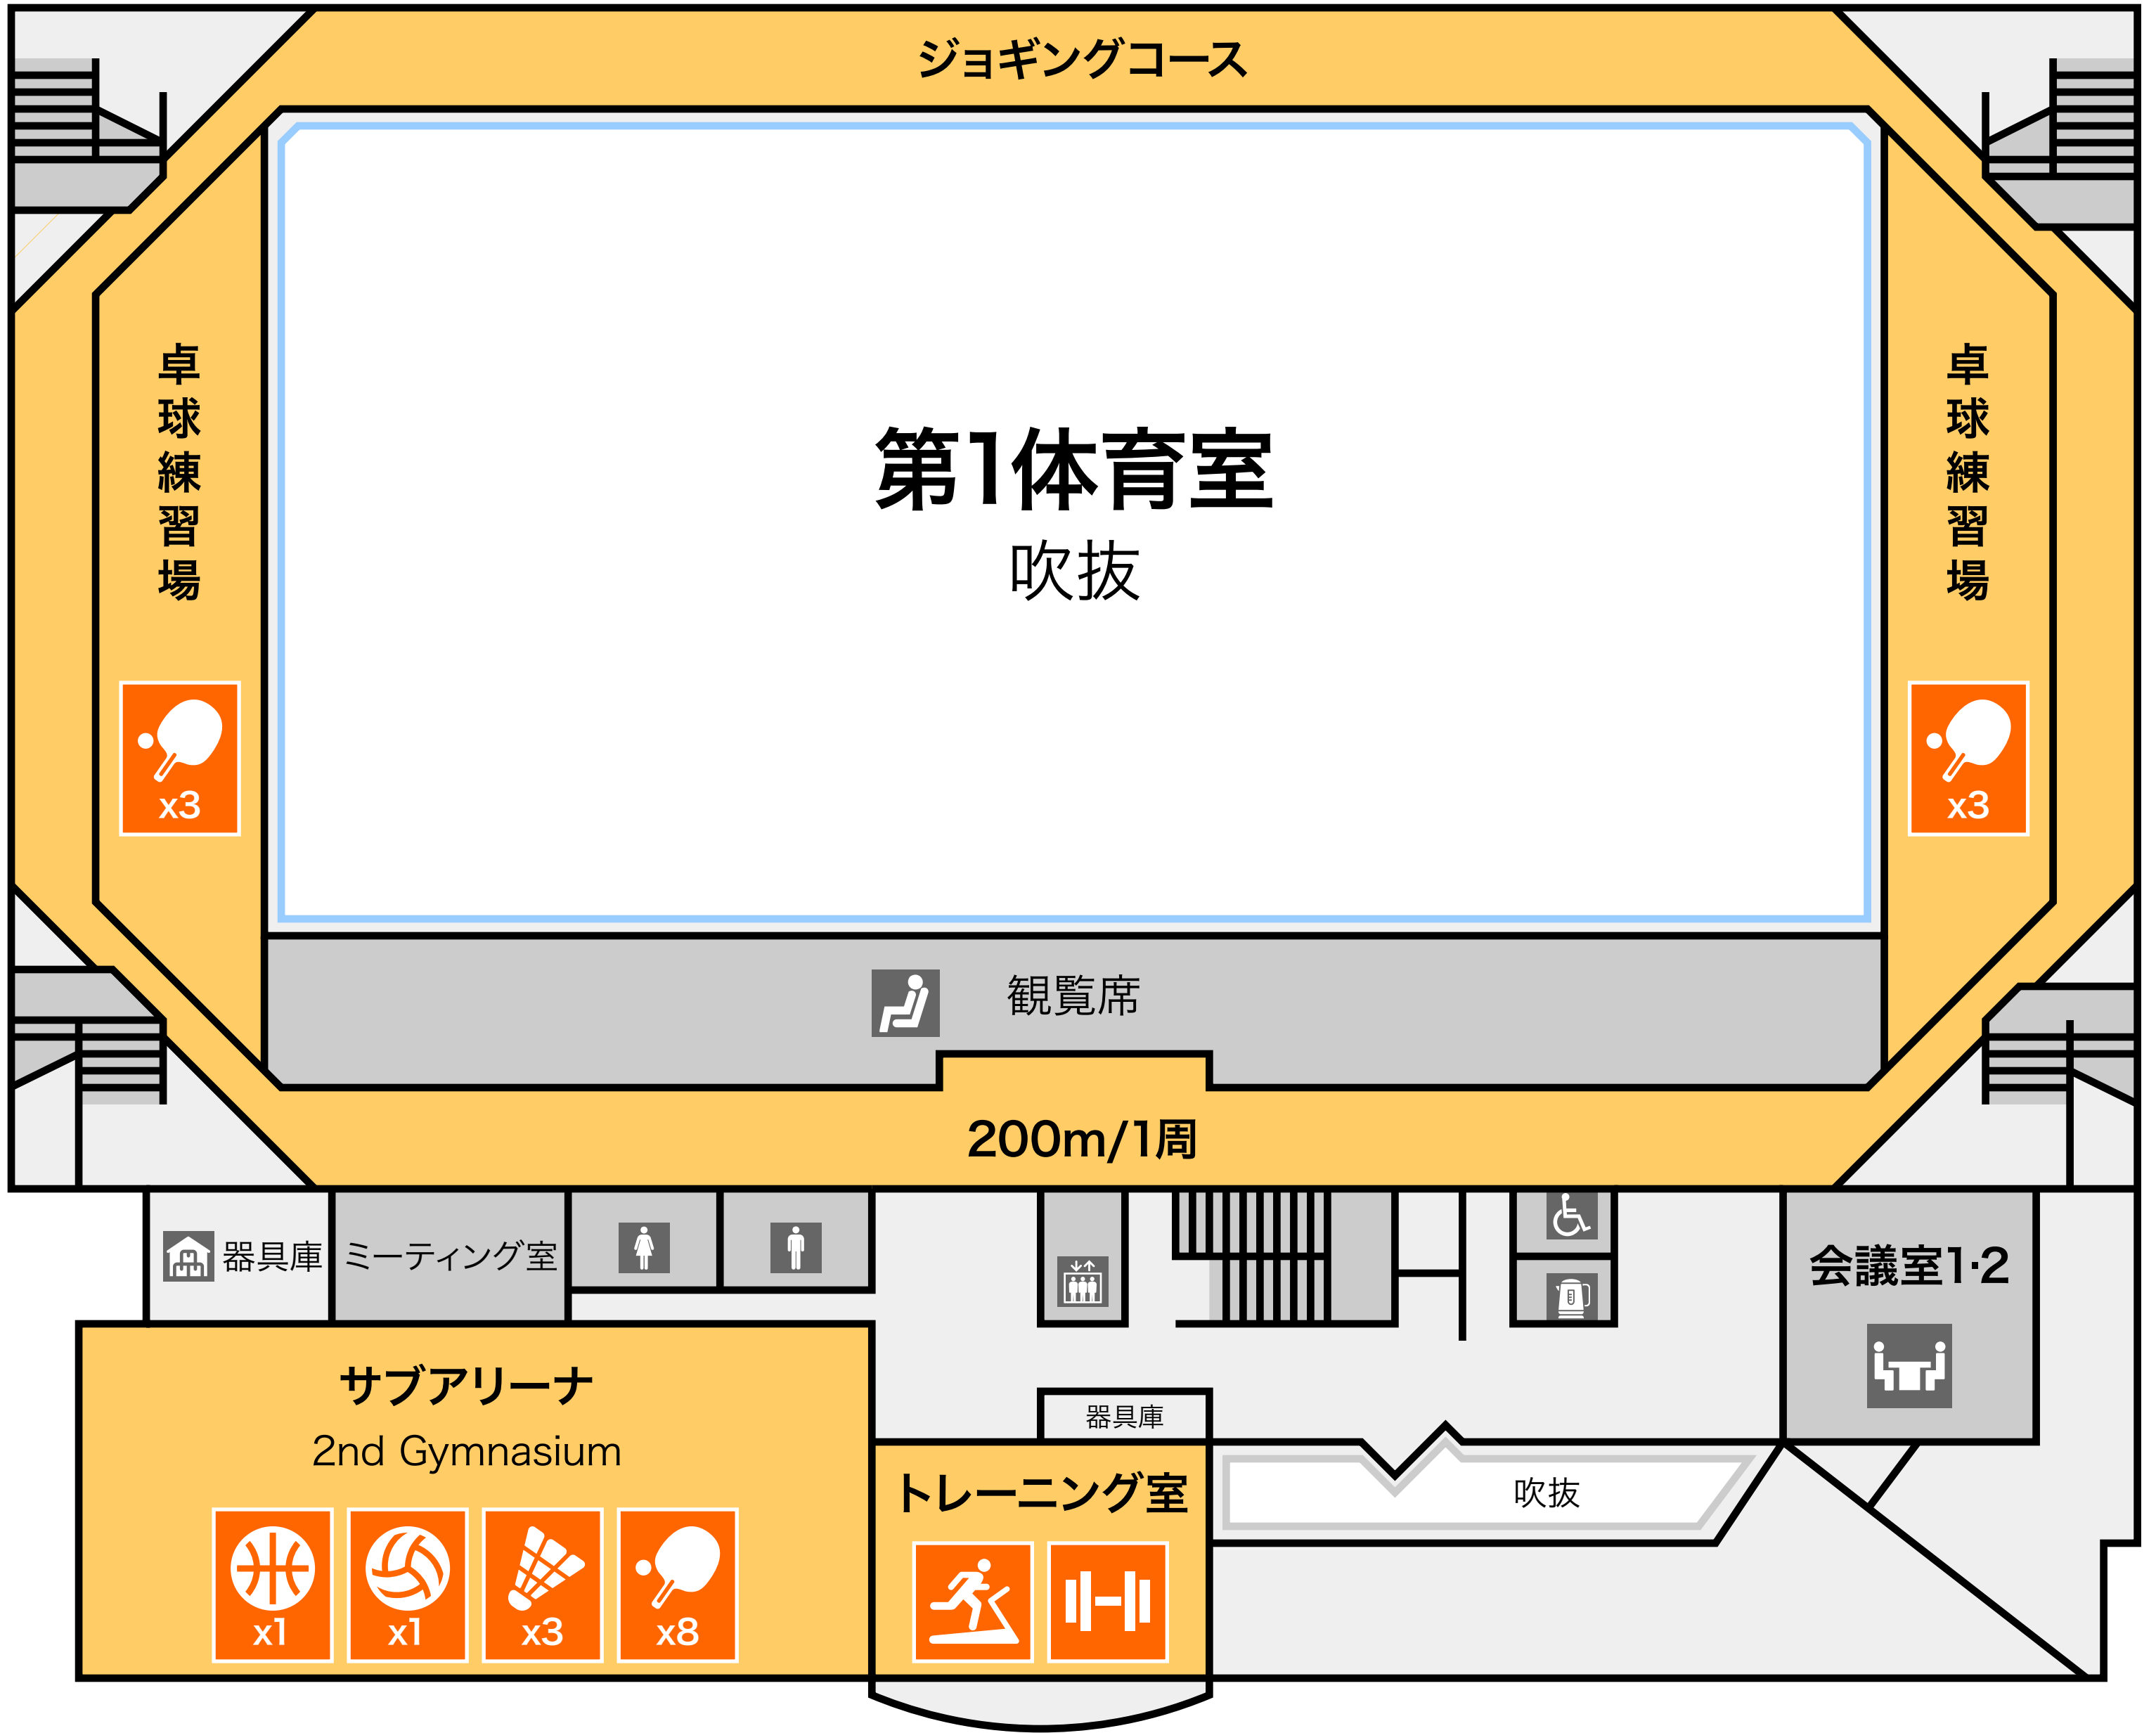 ジョギングコース
第1体育室
吹抜
卓球練習場
卓球練習場
x3
x3
観覧席
200m/1周
器具庫
ミーティング室
会議室1·2
サブアリーナ
2nd Gymnasium
x1
x1
x3
x8
器具庫
トレーニング室
吹抜